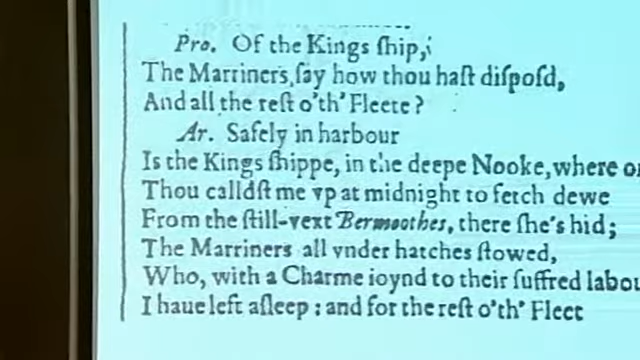 Pro. Of the Kings ſhip,
The Marriners, ſay how thou haſt diſpoſd,
And all the reſt o'th' Fleete?
Ar. Safely in harbour
Is the Kings ſhippe, in the deepe Nooke, where
Thou calldſt me vp at midnight to fetch dewe
From the ſtill-vext Bermoothes, there ſhe's hid;
The Marriners all vnder hatches ſtowed,
Who, with a Charme ioynd to their ſuffred
I haue left aſleep: and for the reſt o'th' Fleet